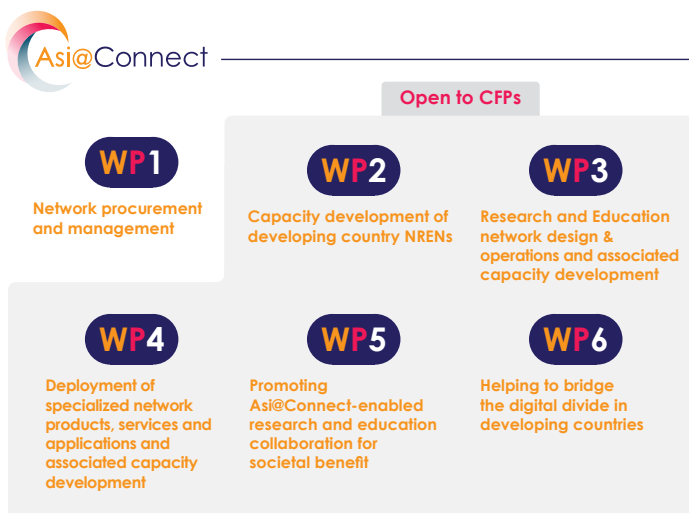 Asi@Connect
Open to CFPs
WP1
Network procurement
and management
WP2
Capacity development of
developing country NRENs
WP3
Research and Education
network design &
operations and associated
capacity development
WP4
Deployment of
specialized network
products, services and
applications and
associated capacity
development
WP5
Promoting
Asi@Connect-enabled
research and education
collaboration for
societal benefit
WP6
Helping to bridge
the digital divide in
developing countries